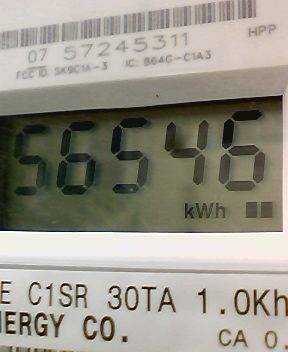 07 57245311
HPP
FCC ID: SK9C1A-3 IC: 864G-C1A3
56546
kWh
E C1SR 30TA 1.0Kh
NERGY CO.
CA 0.